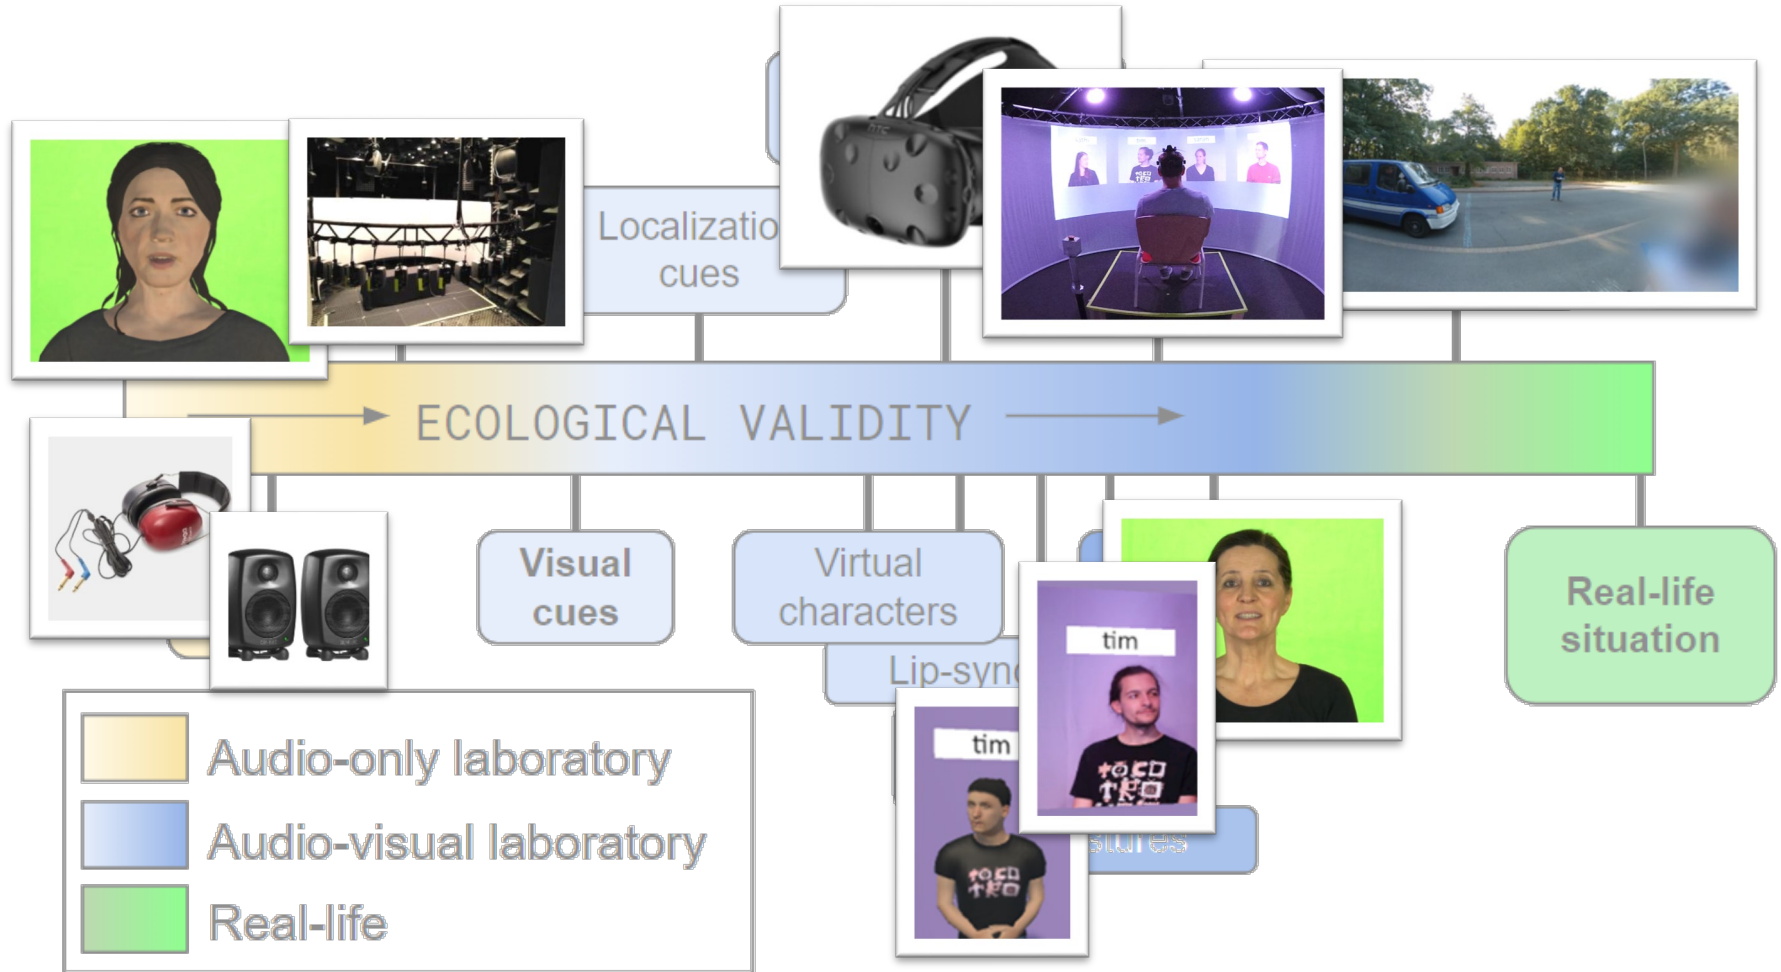 Localizatio
cues
ECOLOGICAL VALIDITY
Visual
cues
Virtual
characters
Lip-sync
Real-life
situation
tim
tim
stures
Audio-only laboratory
Audio-visual laboratory
Real-life